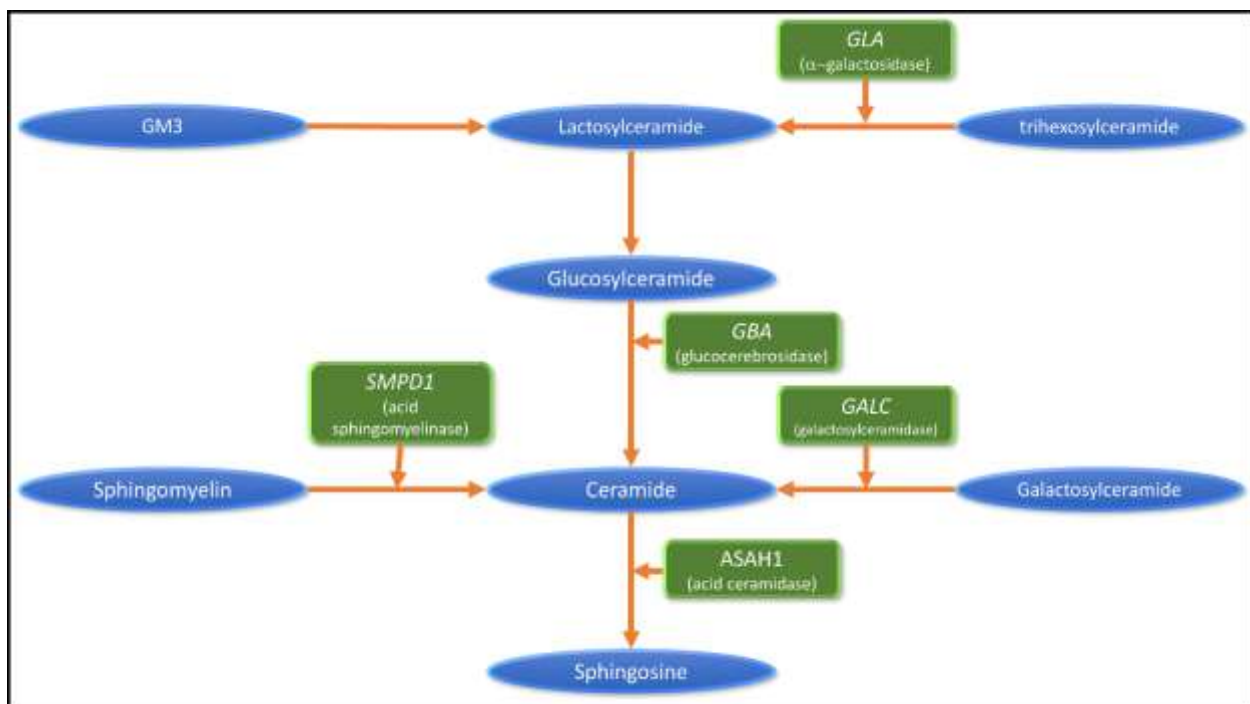 GLA
(α–galactosidase)
GM3
Lactosylceramide
trihexosylceramide
Glucosylceramide
GBA
(glucocerebrosidase)
SMPD1
(acid
sphingomyelinase)
GALC
(galactosylceramidase)
Sphingomyelin
Ceramide
Galactosylceramide
ASAH1
(acid ceramidase)
Sphingosine